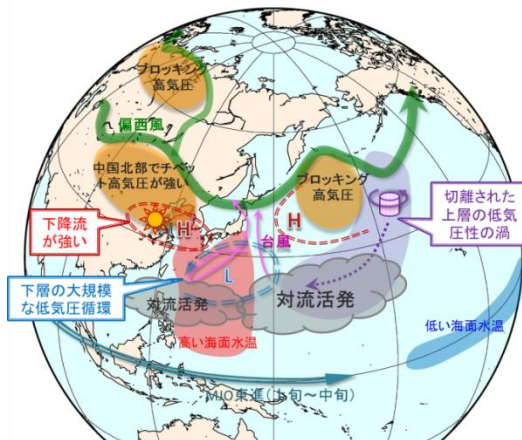 ブロッキング
高気圧
偏西風
中国北部でチベ
ット高気圧が強い
ブロッキング
高気圧
切離された
上層の低気
圧性の渦
下降流
が強い
H
H
台風
下層の大規模
な低気圧循環
L
対流活発
対流活発
高い海面水温
低い海面水温
MJO東進(上旬~中旬)